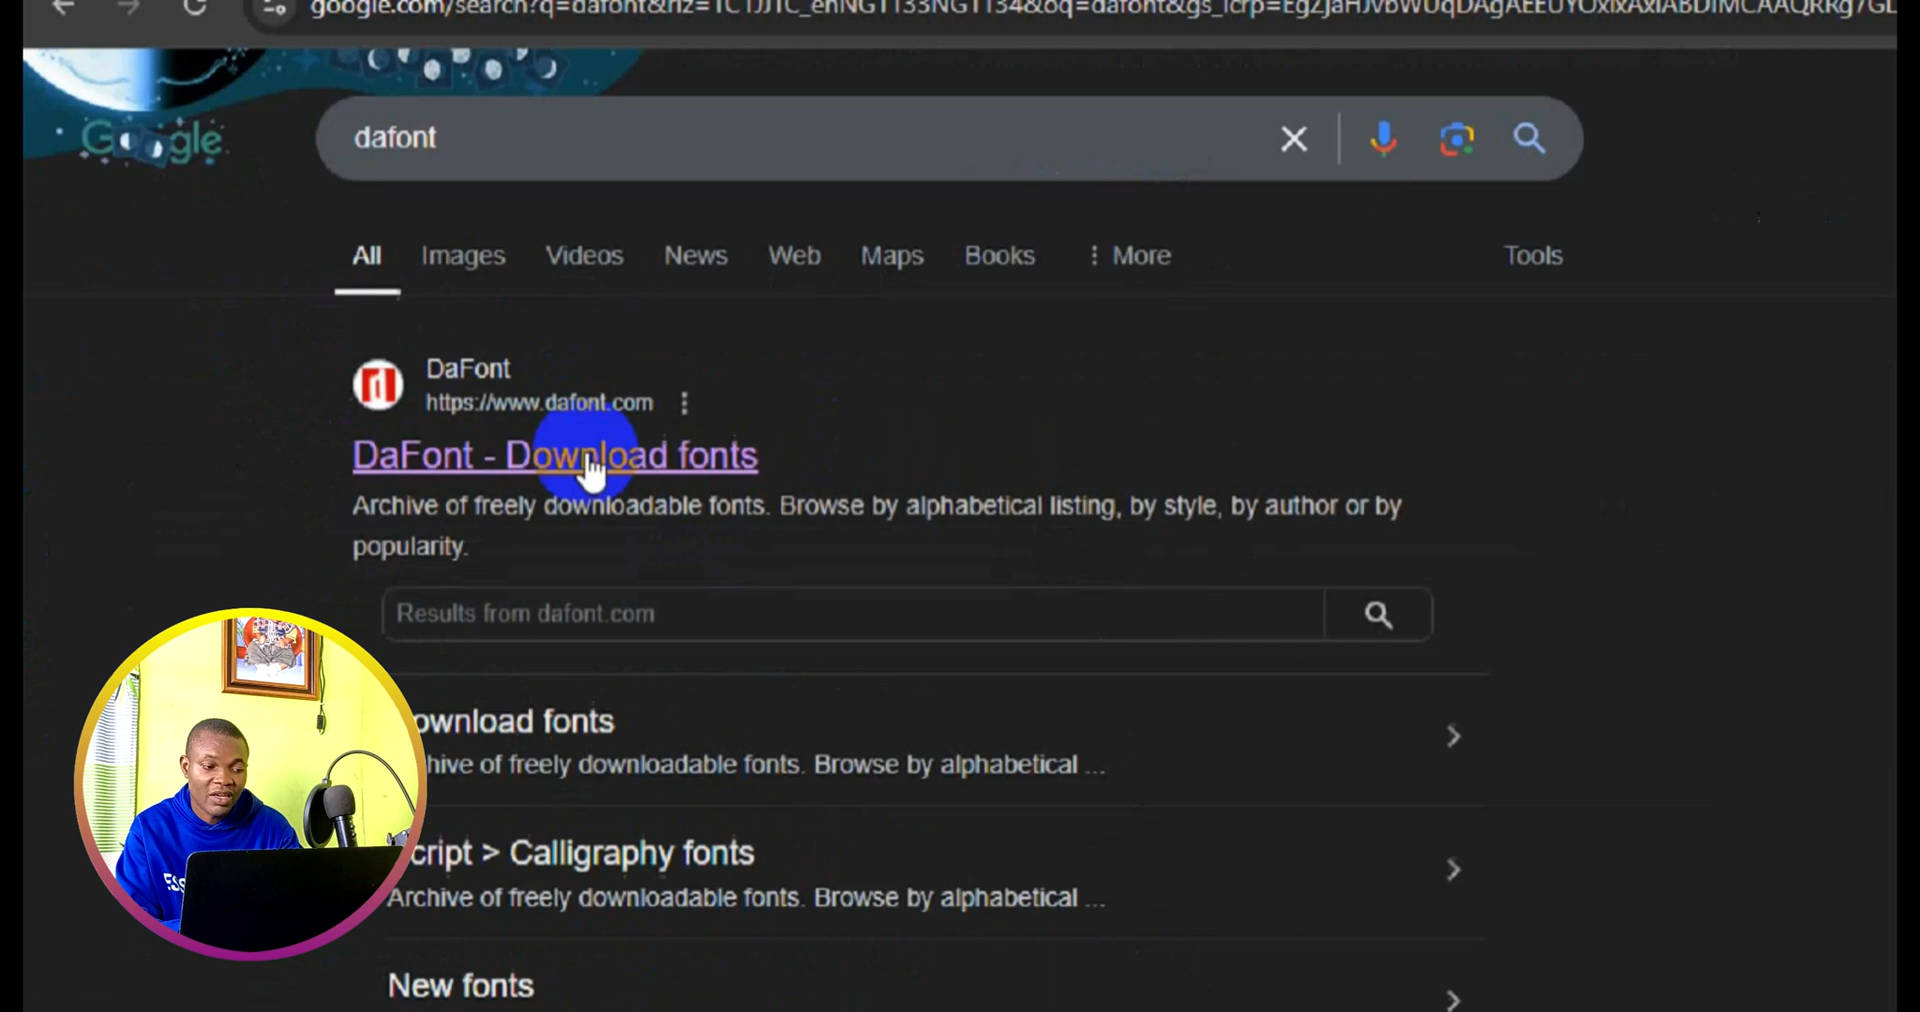 Google
dafont
All Images Videos News Web Maps Books More Tools
DaFont
https://www.dafont.com
DaFont - Download fonts
Archive of freely downloadable fonts. Browse by alphabetical listing, by style, by author or by
popularity.
Results from dafont.com
ownload fonts
hive of freely downloadable fonts. Browse by alphabetical ...
cript > Calligraphy fonts
Archive of freely downloadable fonts. Browse by alphabetical ...
New fonts